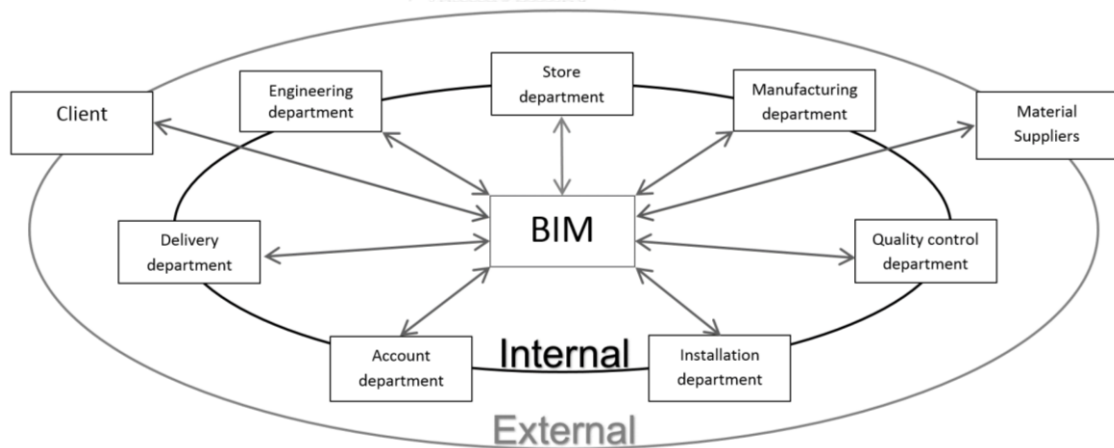 Store
department
Engineering
department
Manufacturing
department
Client
Material
Suppliers
BIM
Delivery
department
Quality control
department
Account
department
Internal
Installation
department
External